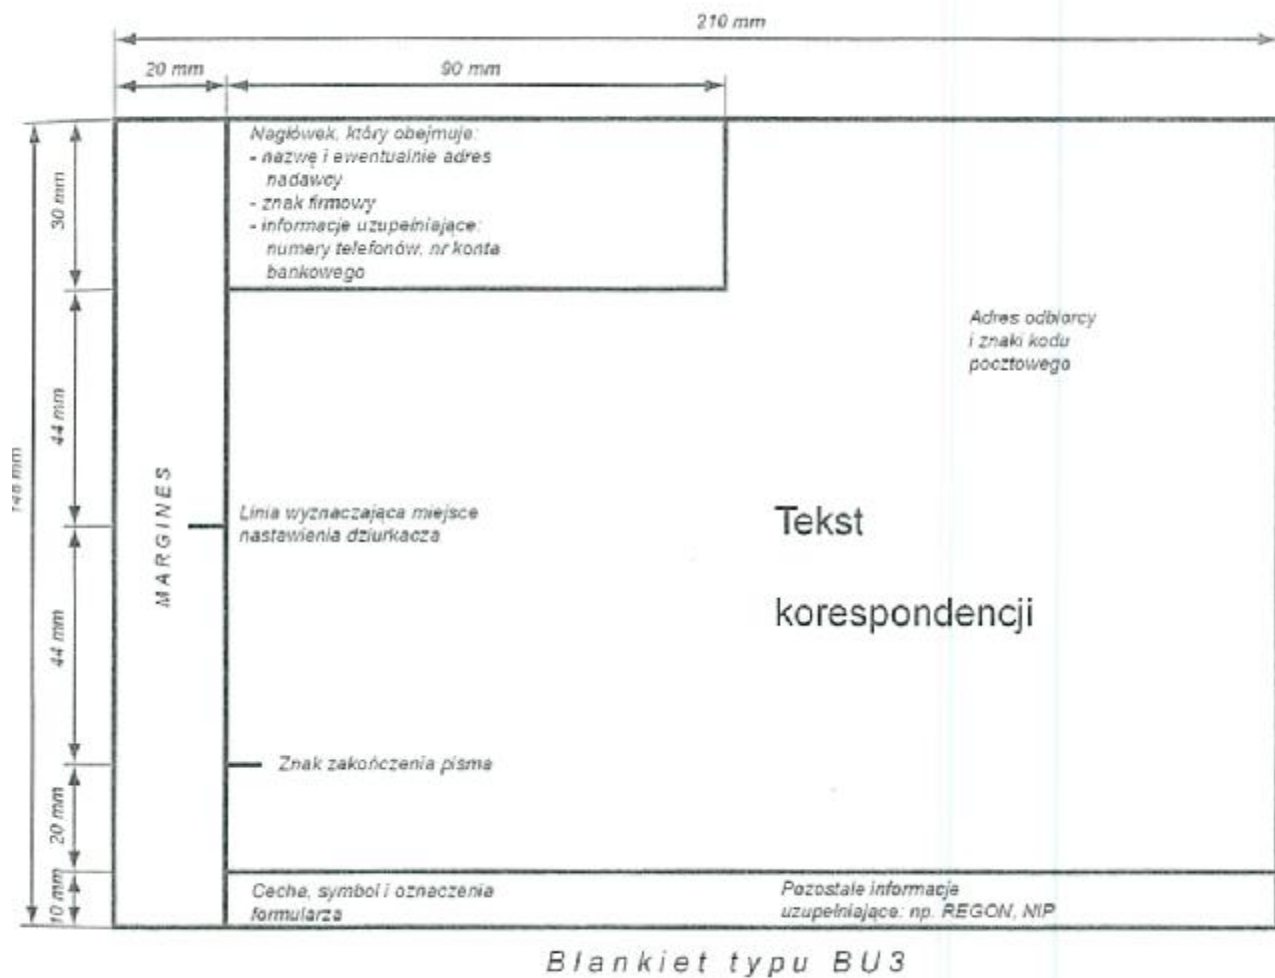 210 mm
20 mm
90 mm
Nagłówek, który obejmuje:
- nazwę i ewentualnie adres
nadawcy
- znak firmowy
- informacje uzupełniające:
numery telefonów, nr konta
bankowego
30 mm
Adres odbiorcy
i znaki kodu
pocztowego
44 mm
148 mm
MARGINES
Linia wyznaczająca miejsce
nastawienia dziurkacza
Tekst
korespondencji
44 mm
Znak zakończenia pisma
20 mm
10 mm
Cecha, symbol i oznaczenia
formularza
Pozostałe informacje
uzupełniające: np. REGON, NIP
Blankiet typu BU3